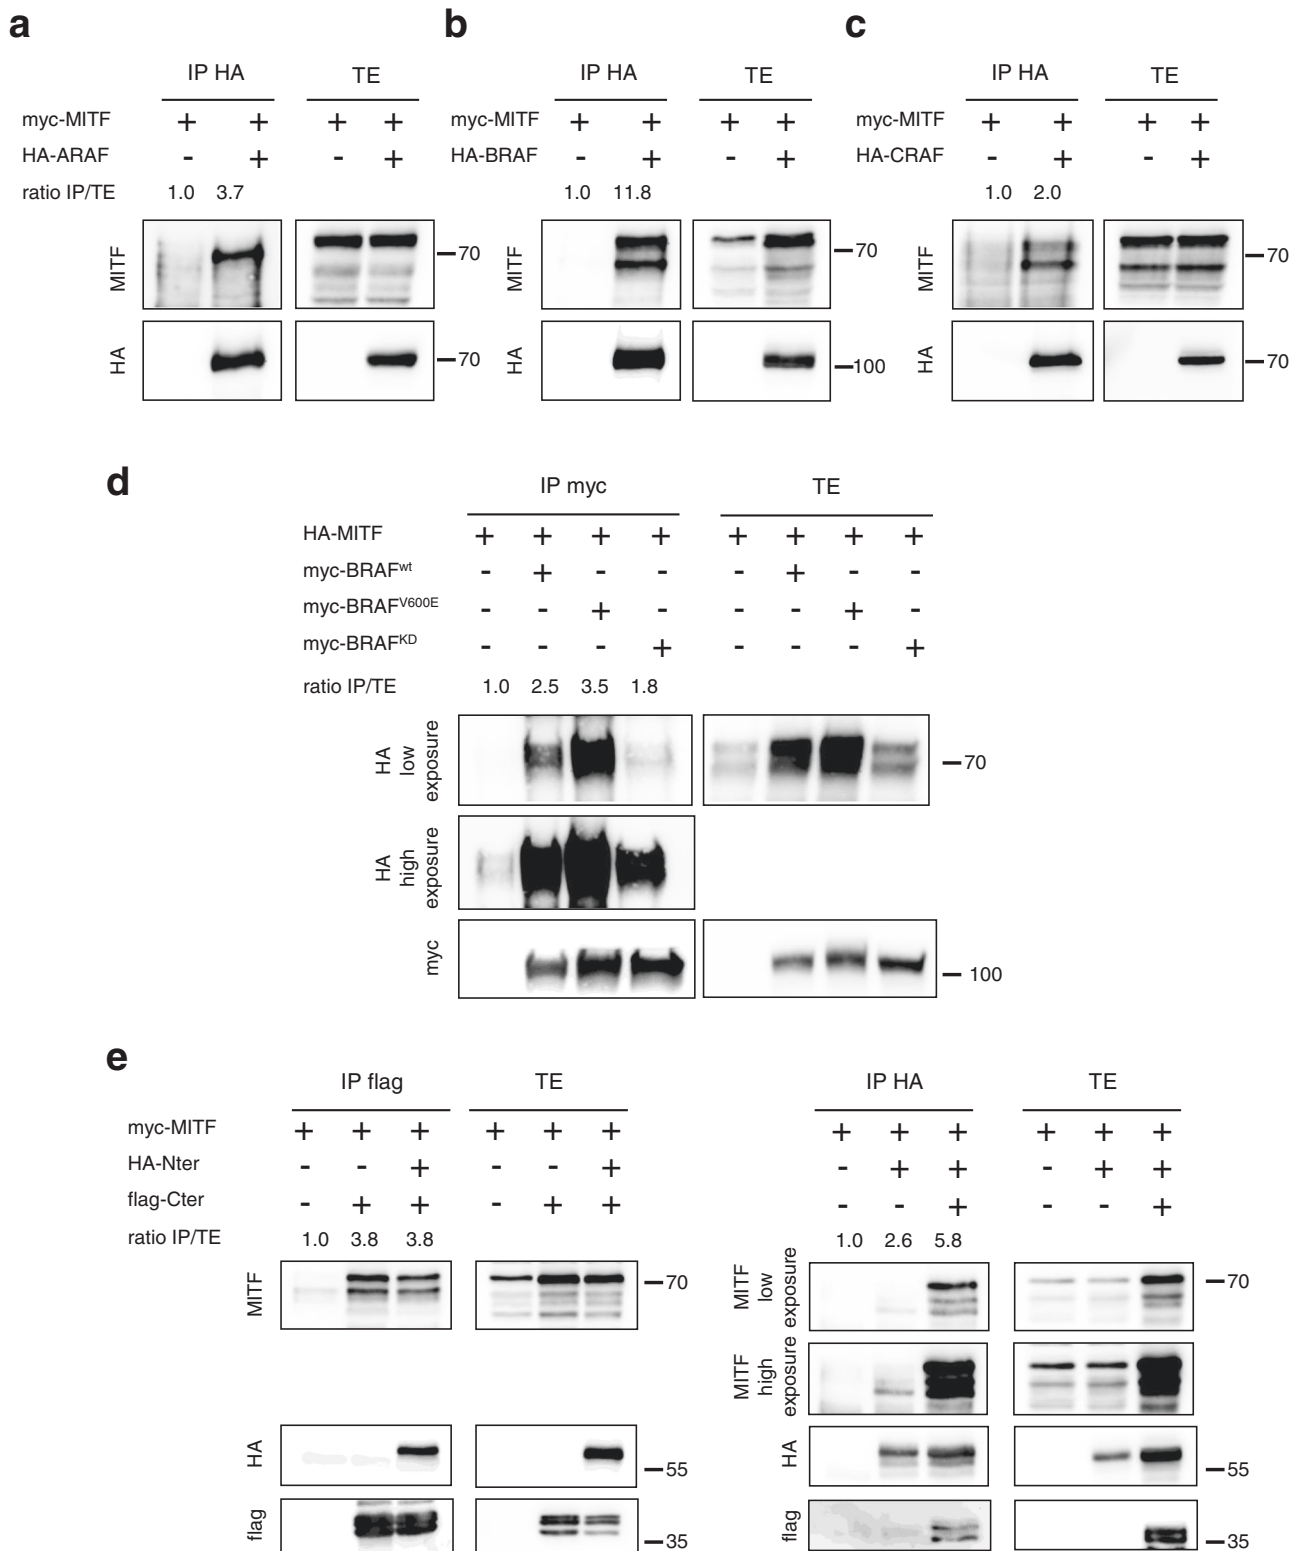 a
IP HA TE
myc-MITF + + + +
HA-ARAF - + - +
ratio IP/TE 1.0 3.7
MITF 70
HA 70
b
IP HA TE
myc-MITF + + + +
HA-BRAF - + - +
ratio IP/TE 1.0 11.8
MITF 70
HA 100
c
IP HA TE
myc-MITF + + + +
HA-CRAF - + - +
ratio IP/TE 1.0 2.0
MITF 70
HA 70
d
IP myc TE
HA-MITF + + + + + + + +
myc-BRAFwt - + - - - + - -
myc-BRAFV600E - - + - - - + -
myc-BRAFKD - - - + - - - +
ratio IP/TE 1.0 2.5 3.5 1.8
HA low exposure 70
HA high exposure
myc 100
e
IP flag TE
myc-MITF + + + + + +
HA-Nter - - + - - +
flag-Cter - + + - + +
ratio IP/TE 1.0 3.8 3.8
MITF 70
HA 55
flag 35
IP HA TE
+ + + + + +
- + + - + +
- - + - - +
1.0 2.6 5.8
MITF low exposure 70
MITF high exposure
HA 55
flag 35